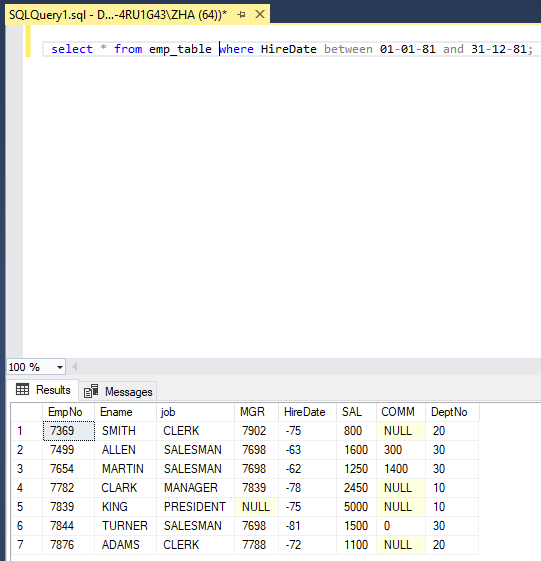 SQLQuery1.sql - D...-4RU1G43\ZHA (64))*
select * from emp_table where HireDate between 01-01-81 and 31-12-81;
100 %
Results Messages
EmpNo Ename job MGR HireDate SAL COMM DeptNo
1 7369 SMITH CLERK 7902 -75 800 NULL 20
2 7499 ALLEN SALESMAN 7698 -63 1600 300 30
3 7654 MARTIN SALESMAN 7698 -62 1250 1400 30
4 7782 CLARK MANAGER 7839 -78 2450 NULL 10
5 7839 KING PRESIDENT NULL -75 5000 NULL 10
6 7844 TURNER SALESMAN 7698 -81 1500 0 30
7 7876 ADAMS CLERK 7788 -72 1100 NULL 20